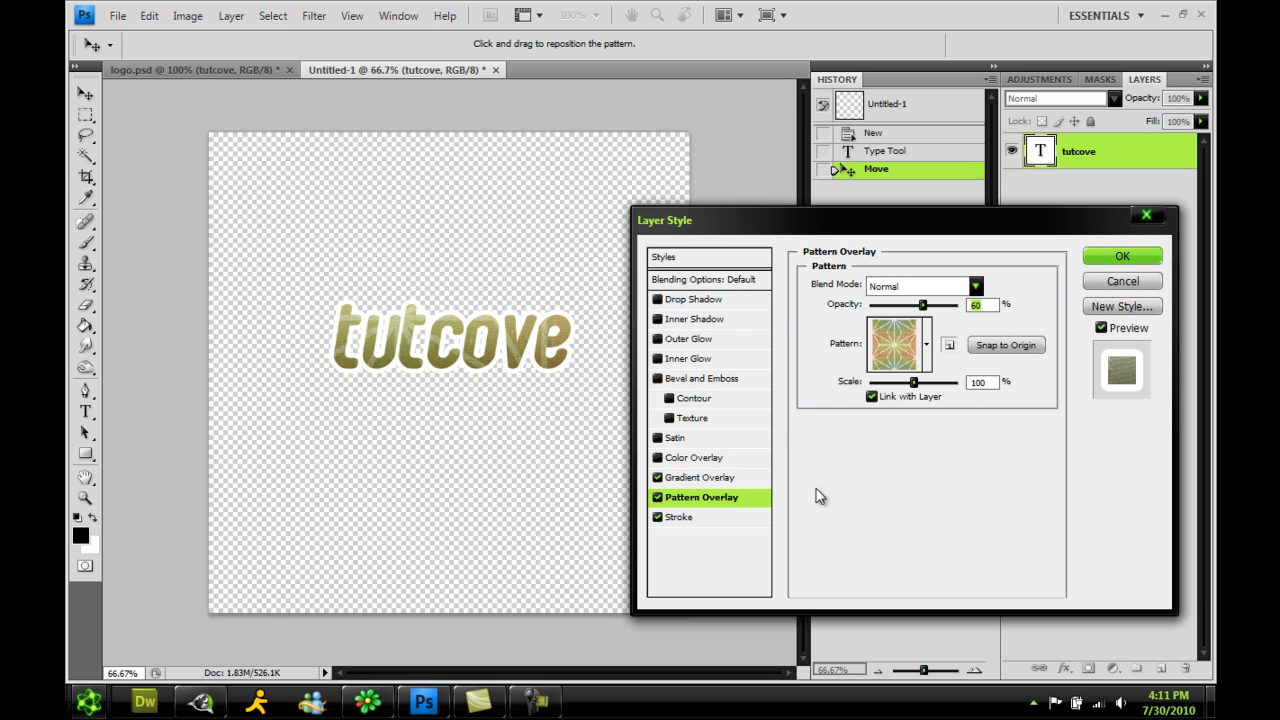 Ps File Edit Image Layer Select Filter View Window Help Br 100% ESSENTIALS
Click and drag to reposition the pattern.
logo.psd @ 100% (tutcove, RGB/8) * × Untitled-1 @ 66.7% (tutcove, RGB/8) * ×
HISTORY
ADJUSTMENTS MASKS LAYERS
Untitled-1
Normal Opacity: 100%
Lock: Fill: 100%
New
Type Tool
Move
T tutcove
Layer Style
Styles
Blending Options: Default
Drop Shadow
Inner Shadow
Outer Glow
Inner Glow
Bevel and Emboss
Contour
Texture
Satin
Color Overlay
Gradient Overlay
Pattern Overlay
Stroke
Pattern Overlay
Pattern
Blend Mode: Normal
Opacity: 60 %
Pattern: Snap to Origin
Scale: 100 %
Link with Layer
OK
Cancel
New Style...
Preview
tutcove
66.67% Doc: 1.83M/526.1K
66.67%
Dw Ps
4:11 PM
7/30/2010